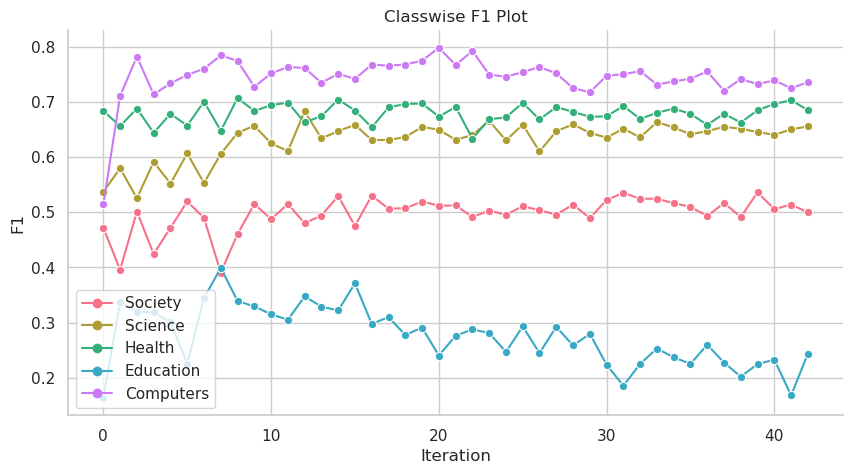 Classwise F1 Plot
F1
0.8
0.7
0.6
0.5
0.4
0.3
0.2
Society
Science
Health
Education
Computers
0 10 20 30 40
Iteration